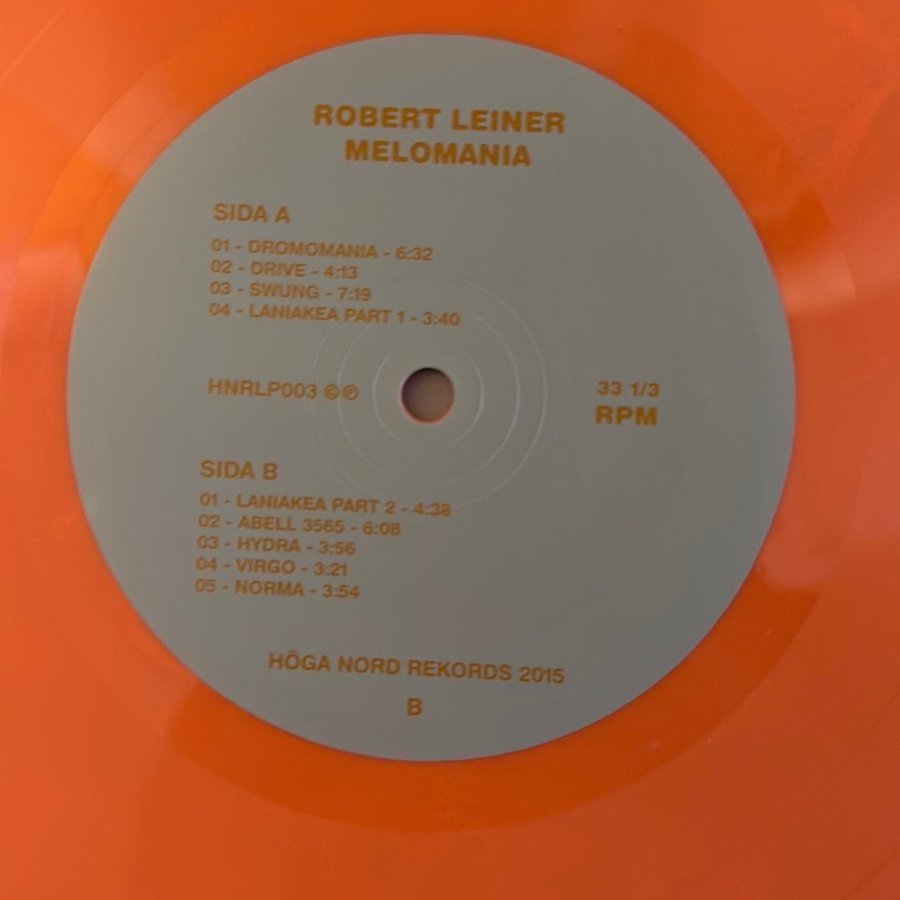 ROBERT LEINER
MELOMANIA
SIDA A
01 - DROMOMANIA - 6:32
02 - DRIVE - 4:13
03 - SWUNG - 7:19
04 - LANIAKEA PART 1 - 3:40
HNRLP003 ©℗
33 1/3
RPM
SIDA B
01 - LANIAKEA PART 2 - 4:38
02 - ABELL 3565 - 6:08
03 - HYDRA - 3:56
04 - VIRGO - 3:21
05 - NORMA - 3:54
HÖGA NORD REKORDS 2015
B